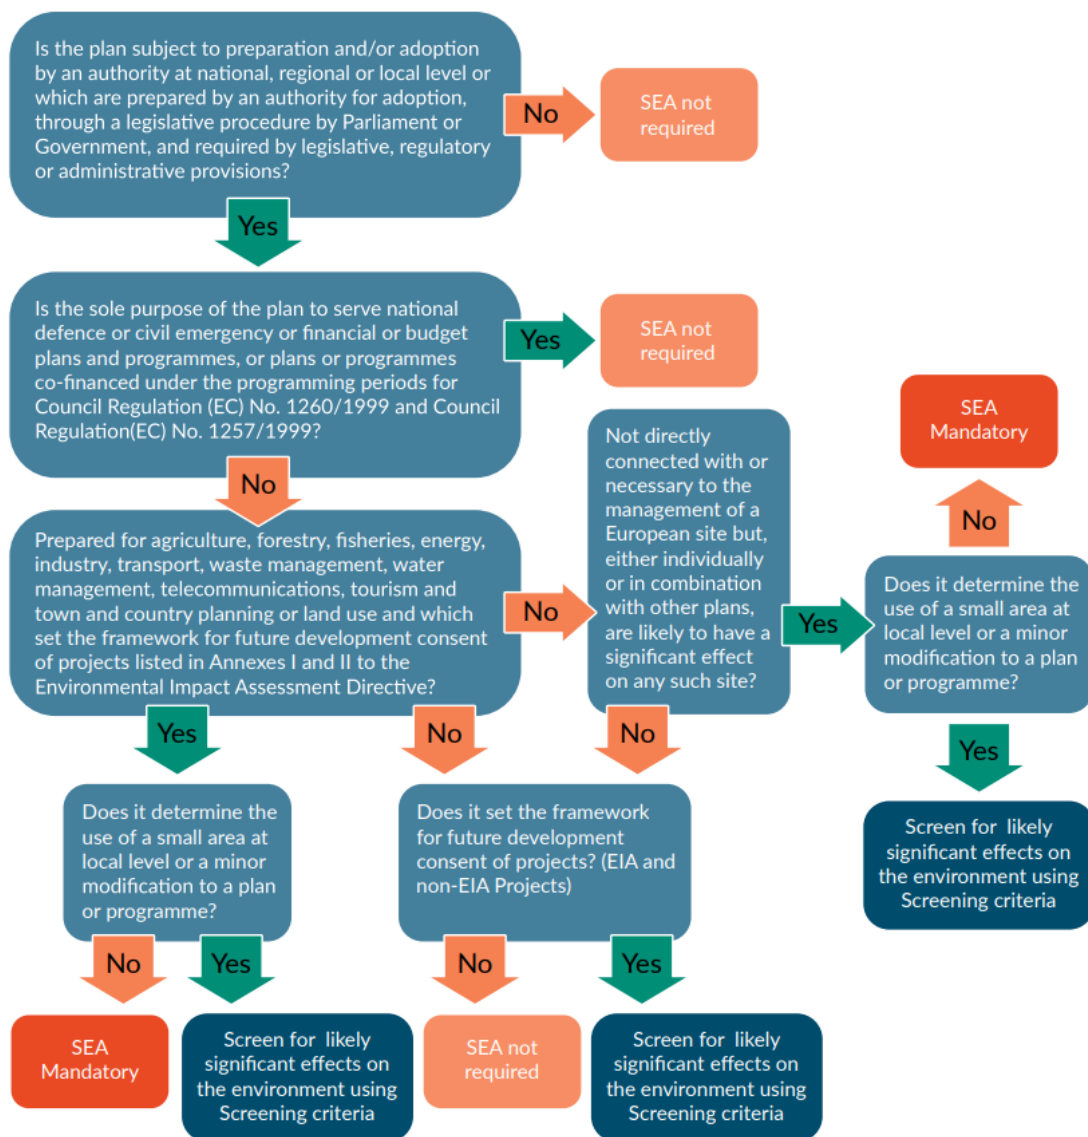 Is the plan subject to preparation and/or adoption
by an authority at national, regional or local level or
which are prepared by an authority for adoption,
through a legislative procedure by Parliament or
Government, and required by legislative, regulatory
or administrative provisions?
No
SEA not
required
Yes
Is the sole purpose of the plan to serve national
defence or civil emergency or financial or budget
plans and programmes, or plans or programmes
co-financed under the programming periods for
Council Regulation (EC) No. 1260/1999 and Council
Regulation(EC) No. 1257/1999?
Yes
SEA not
required
No
Prepared for agriculture, forestry, fisheries, energy,
industry, transport, waste management, water
management, telecommunications, tourism and
town and country planning or land use and which
set the framework for future development consent
of projects listed in Annexes I and II to the
Environmental Impact Assessment Directive?
No
Not directly
connected with or
necessary to the
management of a
European site but,
either individually
or in combination
with other plans,
are likely to have a
significant effect
on any such site?
Yes
Does it determine the
use of a small area at
local level or a minor
modification to a plan
or programme?
No
SEA
Mandatory
Yes
Screen for likely
significant effects on
the environment using
Screening criteria
Yes
No
No
Does it determine the
use of a small area at
local level or a minor
modification to a plan
or programme?
Does it set the framework
for future development
consent of projects? (EIA and
non-EIA Projects)
No
Yes
No
Yes
SEA
Mandatory
Screen for likely
significant effects on
the environment using
Screening criteria
SEA not
required
Screen for likely
significant effects on
the environment using
Screening criteria